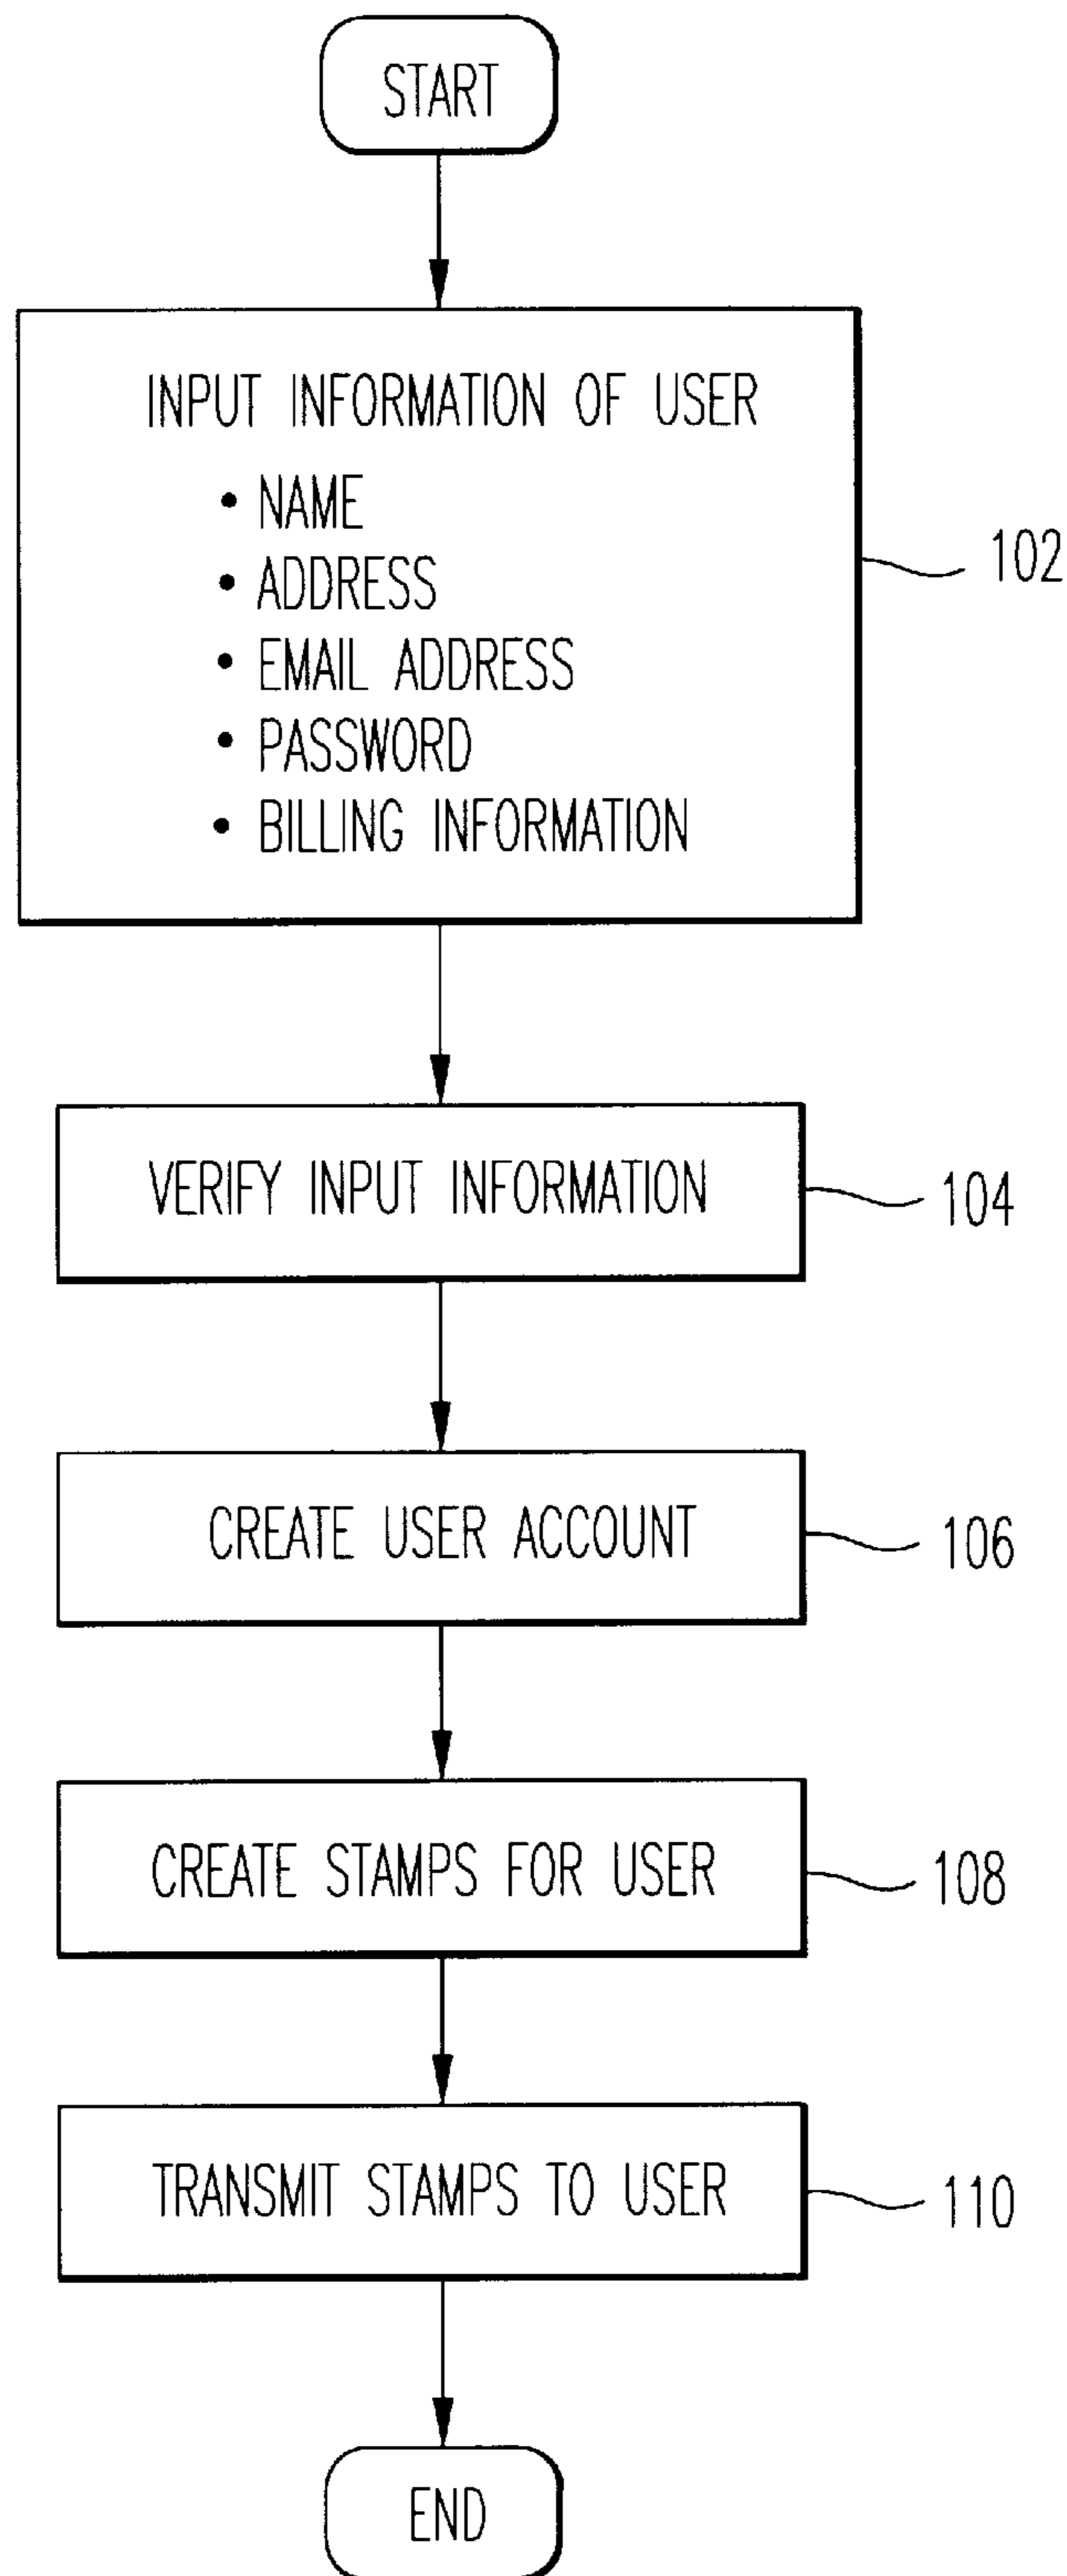 START
INPUT INFORMATION OF USER
• NAME
• ADDRESS
• EMAIL ADDRESS
• PASSWORD
• BILLING INFORMATION
102
VERIFY INPUT INFORMATION
104
CREATE USER ACCOUNT
106
CREATE STAMPS FOR USER
108
TRANSMIT STAMPS TO USER
110
END